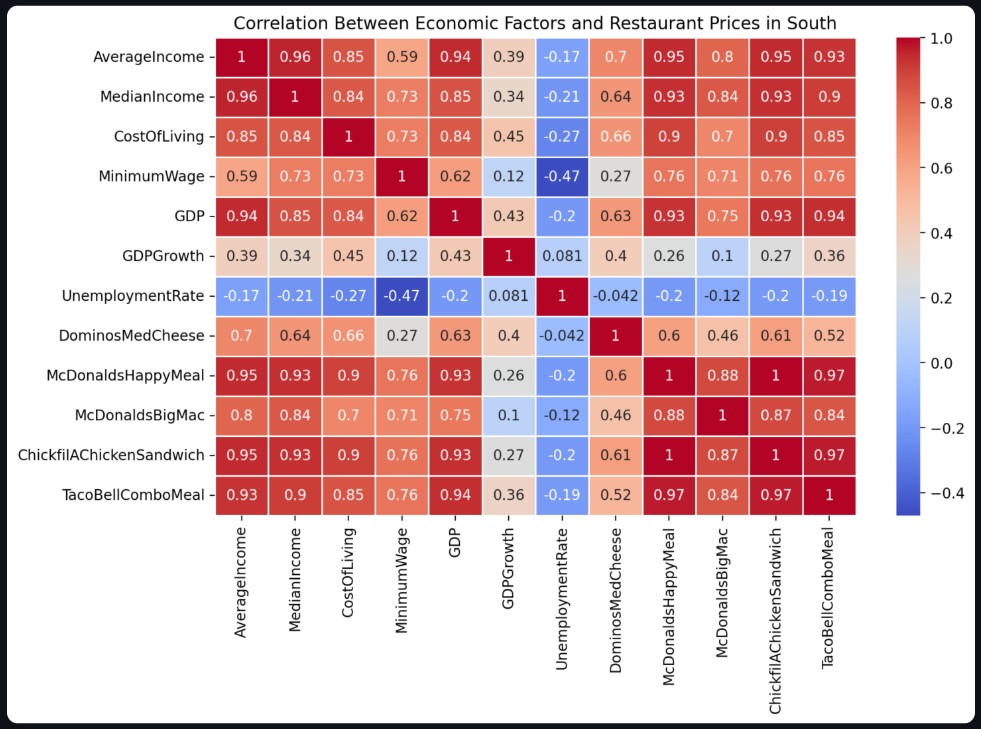 Correlation Between Economic Factors and Restaurant Prices in South
AverageIncome 1 0.96 0.85 0.59 0.94 0.39 -0.17 0.7 0.95 0.8 0.95 0.93
MedianIncome 0.96 1 0.84 0.73 0.85 0.34 -0.21 0.64 0.93 0.84 0.93 0.9
CostOfLiving 0.85 0.84 1 0.73 0.84 0.45 -0.27 0.66 0.9 0.7 0.9 0.85
MinimumWage 0.59 0.73 0.73 1 0.62 0.12 -0.47 0.27 0.76 0.71 0.76 0.76
GDP 0.94 0.85 0.84 0.62 1 0.43 -0.2 0.63 0.93 0.75 0.93 0.94
GDPGrowth 0.39 0.34 0.45 0.12 0.43 1 0.081 0.4 0.26 0.1 0.27 0.36
UnemploymentRate -0.17 -0.21 -0.27 -0.47 -0.2 0.081 1 -0.042 -0.2 -0.12 -0.2 -0.19
DominosMedCheese 0.7 0.64 0.66 0.27 0.63 0.4 -0.042 1 0.6 0.46 0.61 0.52
McDonaldsHappyMeal 0.95 0.93 0.9 0.76 0.93 0.26 -0.2 0.6 1 0.88 1 0.97
McDonaldsBigMac 0.8 0.84 0.7 0.71 0.75 0.1 -0.12 0.46 0.88 1 0.87 0.84
ChickfilAChickenSandwich 0.95 0.93 0.9 0.76 0.93 0.27 -0.2 0.61 1 0.87 1 0.97
TacoBellComboMeal 0.93 0.9 0.85 0.76 0.94 0.36 -0.19 0.52 0.97 0.84 0.97 1
AverageIncome
MedianIncome
CostOfLiving
MinimumWage
GDP
GDPGrowth
UnemploymentRate
DominosMedCheese
McDonaldsHappyMeal
McDonaldsBigMac
ChickfilAChickenSandwich
TacoBellComboMeal
1.0
0.8
0.6
0.4
0.2
0.0
−0.2
−0.4